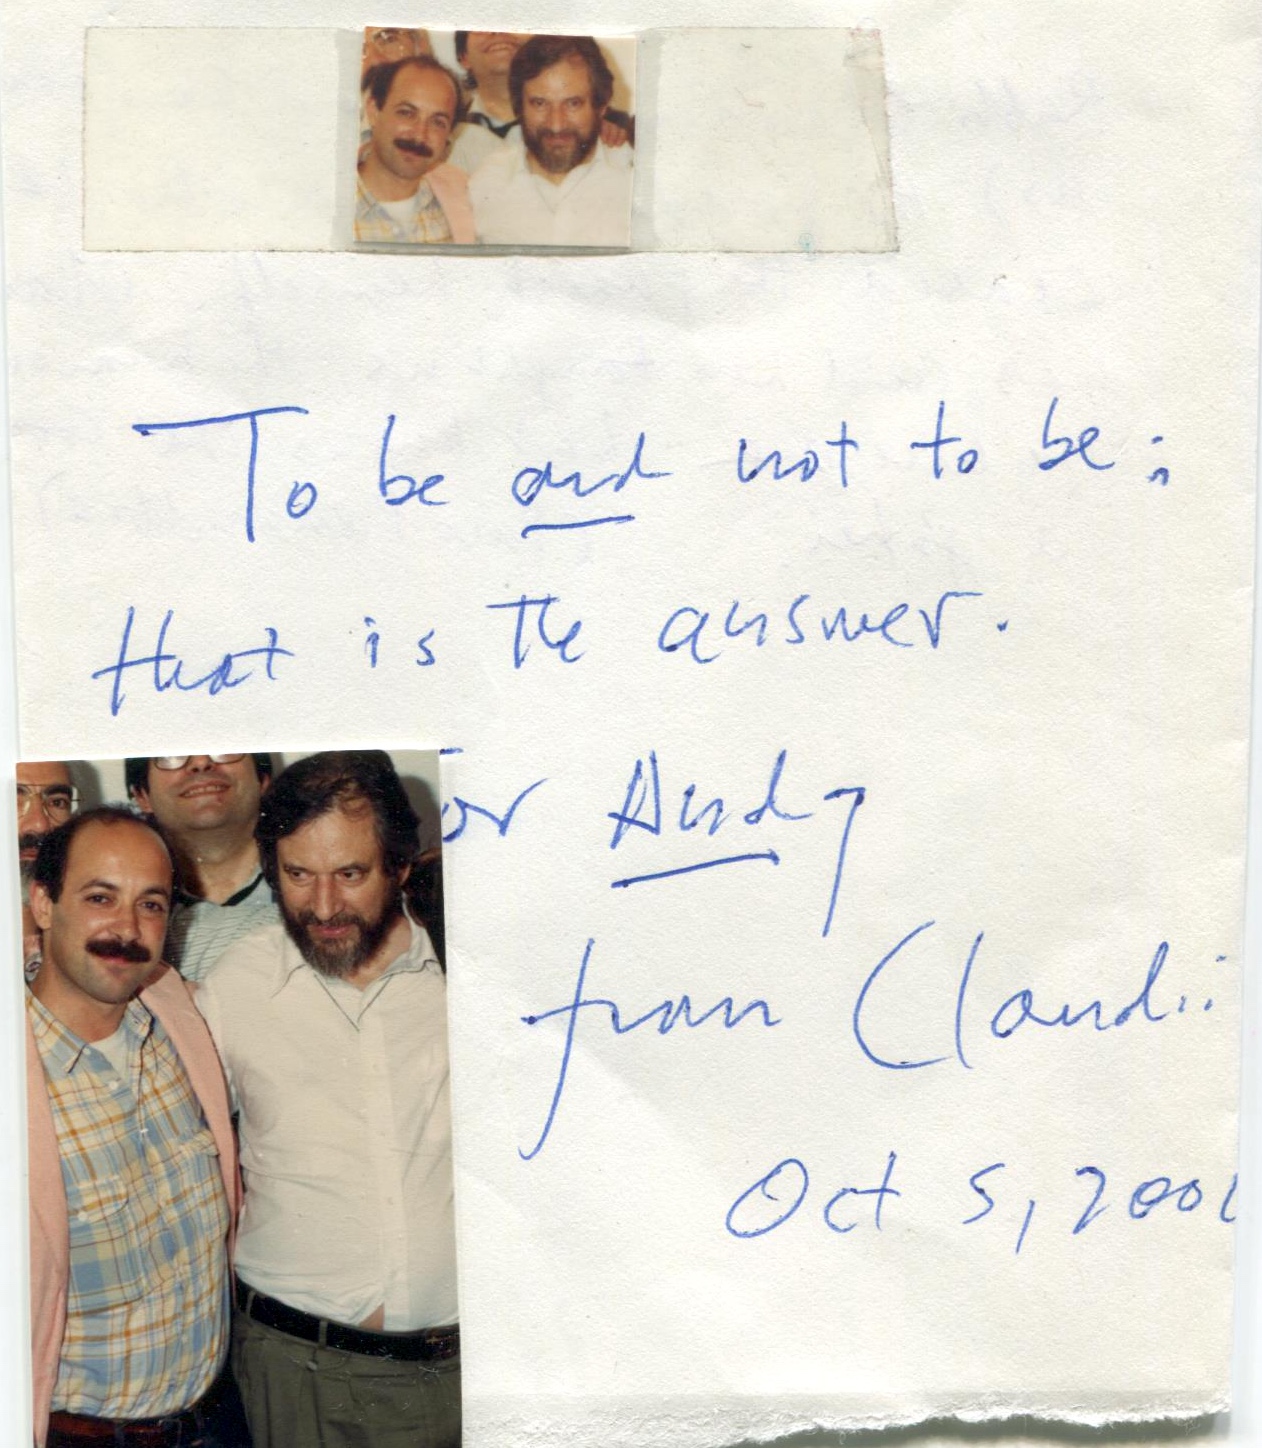 To be and not to be;
that is the answer.
or Andy
from Claudi
Oct 5, 200